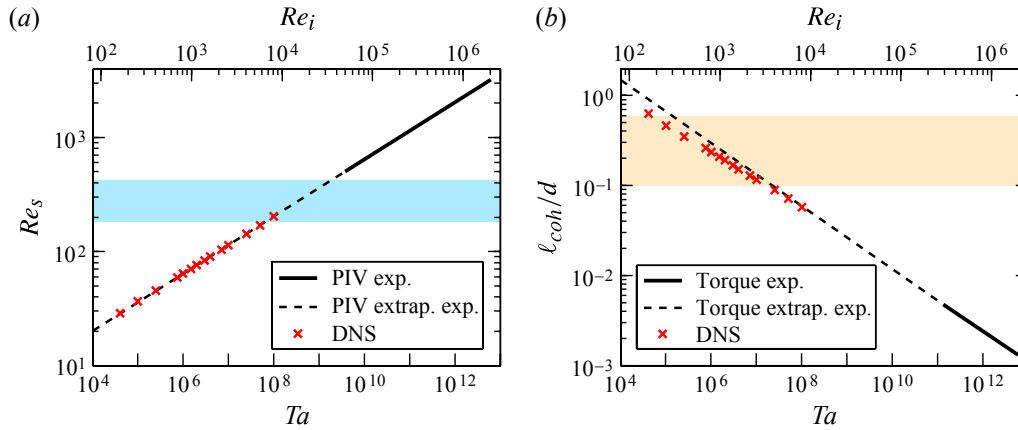 (a)
Re_i
10^2 10^3 10^4 10^5 10^6
10^3
10^2
10^1
Re_s
PIV exp.
PIV extrap. exp.
DNS
10^4 10^6 10^8 10^10 10^12
Ta
(b)
Re_i
10^2 10^3 10^4 10^5 10^6
10^0
10^-1
10^-2
10^-3
ℓ_coh/d
Torque exp.
Torque extrap. exp.
DNS
10^4 10^6 10^8 10^10 10^12
Ta